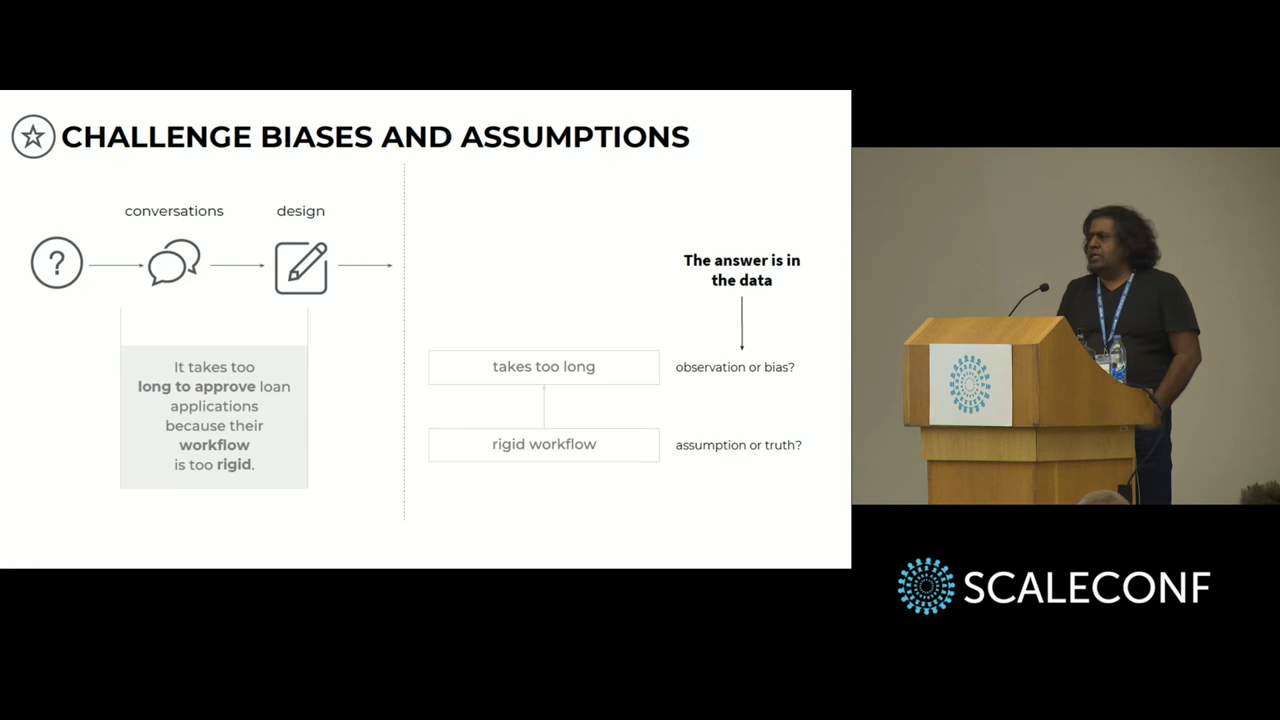 CHALLENGE BIASES AND ASSUMPTIONS
conversations
design
?
It takes too
long to approve loan
applications
because their
workflow
is too rigid.
The answer is in
the data
takes too long
observation or bias?
rigid workflow
assumption or truth?
SCALECONF